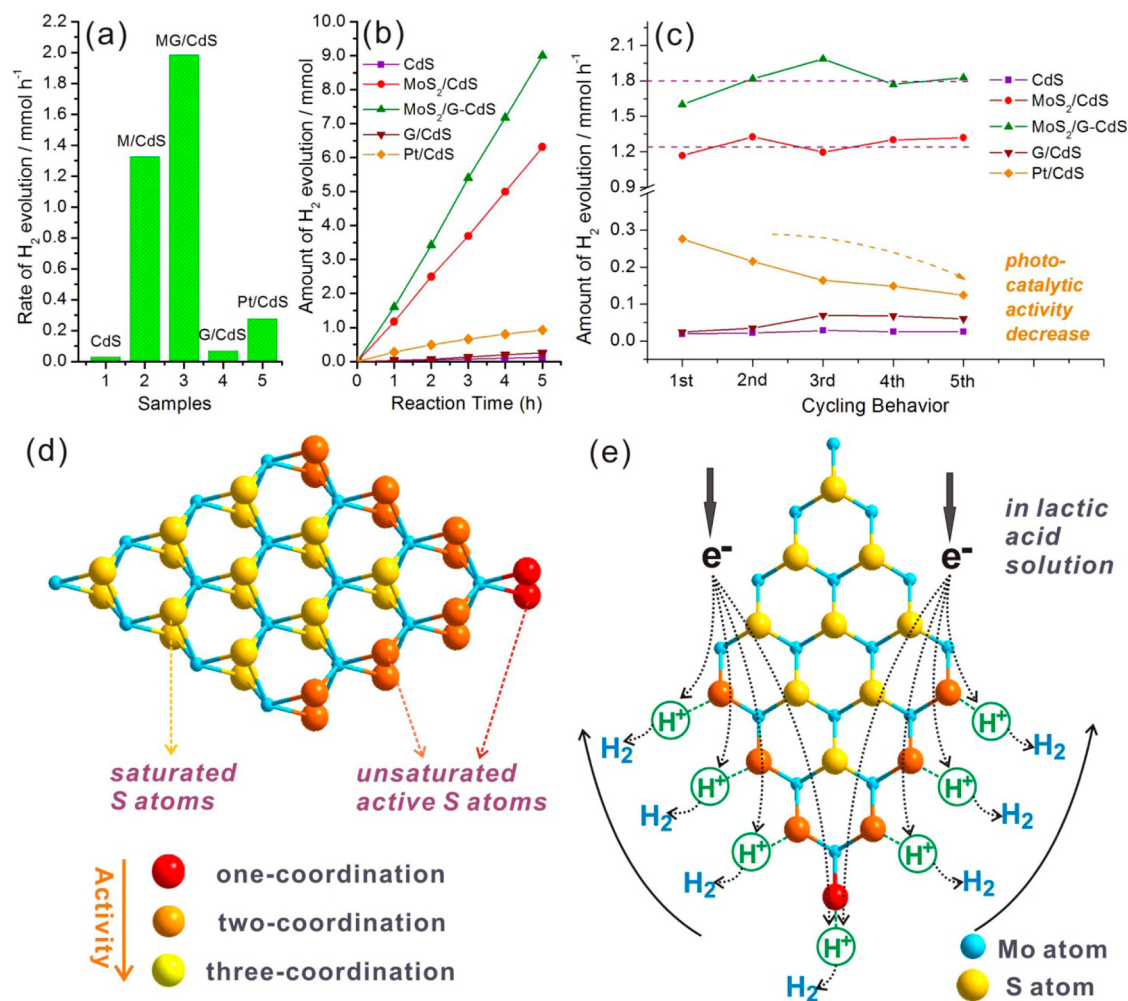 (a)
Rate of H2 evolution / mmol h-1
2.2
2.0
1.8
1.6
1.4
1.2
1.0
0.8
0.6
0.4
0.2
0.0
CdS
M/CdS
MG/CdS
G/CdS
Pt/CdS
1 2 3 4 5
Samples
(b)
Amount of H2 evolution / mmol
10.0
9.0
8.0
7.0
6.0
5.0
4.0
3.0
2.0
1.0
0.0
CdS
MoS2/CdS
MoS2/G-CdS
G/CdS
Pt/CdS
0 1 2 3 4 5
Reaction Time (h)
(c)
Amount of H2 evolution / mmol
2.1
1.8
1.5
1.2
0.9
0.3
0.2
0.1
0.0
CdS
MoS2/CdS
MoS2/G-CdS
G/CdS
Pt/CdS
photo-
catalytic
activity
decrease
1st 2nd 3rd 4th 5th
Cycling Behavior
(d)
saturated
S atoms
unsaturated
active S atoms
Activity
one-coordination
two-coordination
three-coordination
(e)
in lactic
acid
solution
e-
e-
H+
H+
H2
H2
H+
H+
H2
H2
H+
H+
H2
H2
H+
H2
Mo atom
S atom